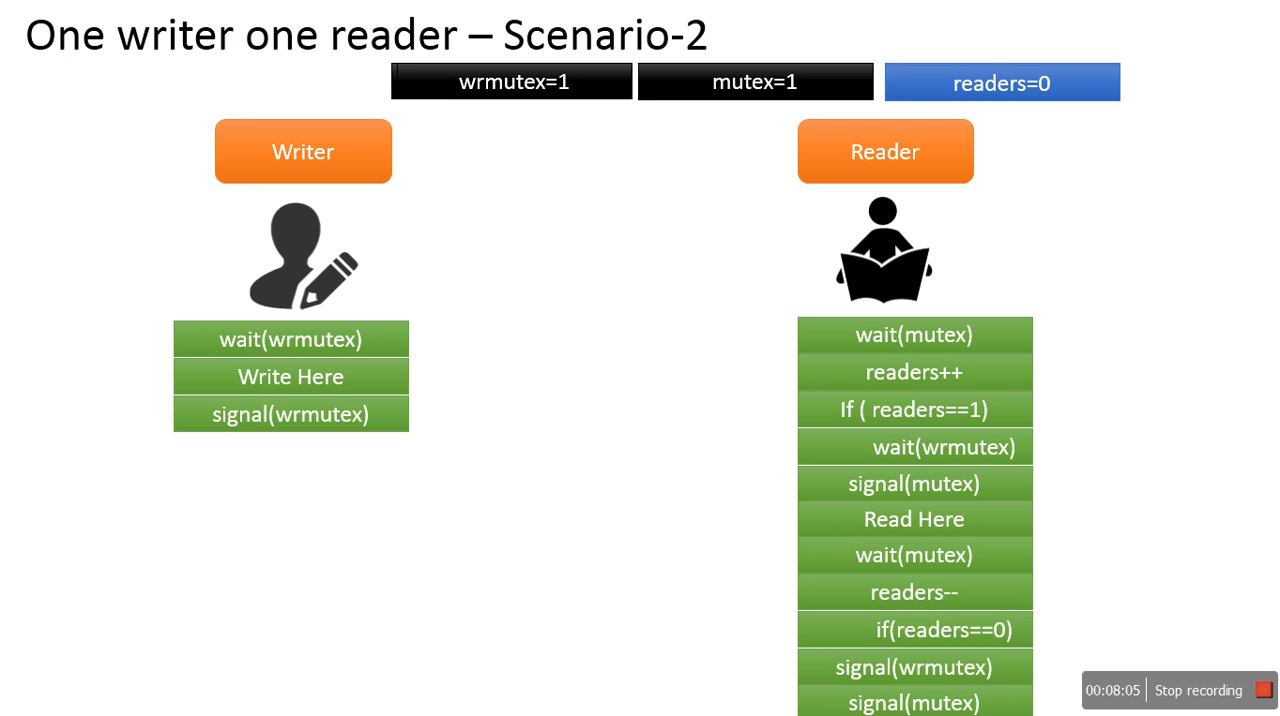 One writer one reader – Scenario-2
wrmutex=1
mutex=1
readers=0
Writer
Reader
wait(wrmutex)
Write Here
signal(wrmutex)
wait(mutex)
readers++
If ( readers==1)
wait(wrmutex)
signal(mutex)
Read Here
wait(mutex)
readers--
if(readers==0)
signal(wrmutex)
signal(mutex)
00:08:05 Stop recording